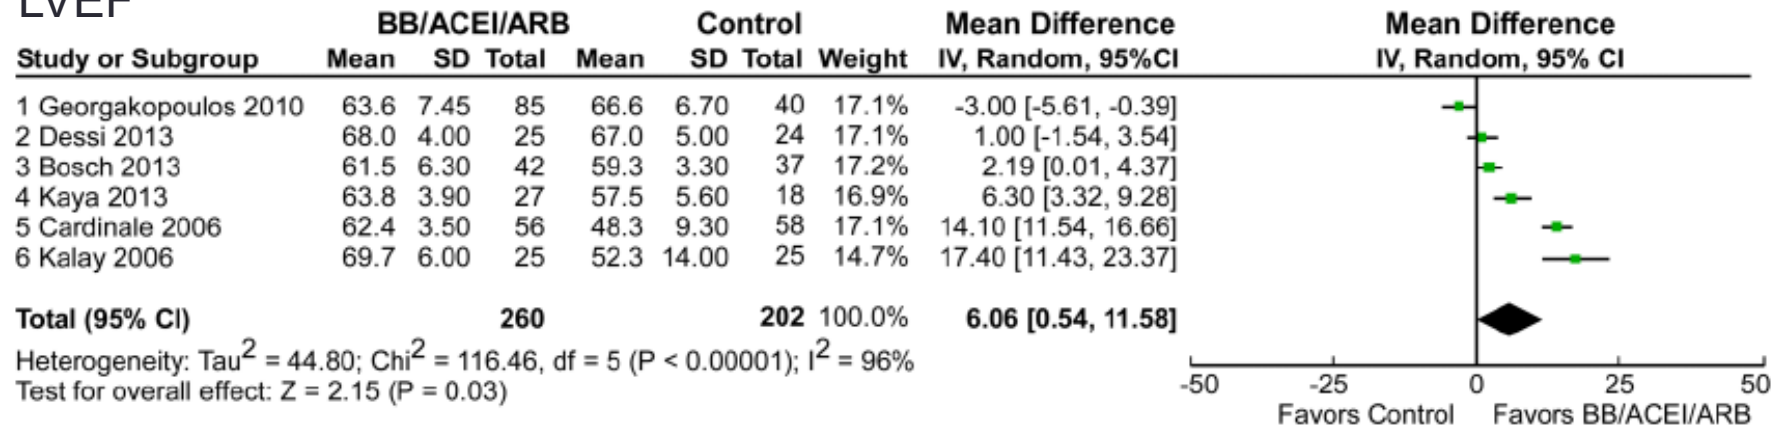 LVEF
BB/ACEI/ARB Control Mean Difference Mean Difference
Study or Subgroup Mean SD Total Mean SD Total Weight IV, Random, 95%CI IV, Random, 95% CI
1 Georgakopoulos 2010 63.6 7.45 85 66.6 6.70 40 17.1% -3.00 [-5.61, -0.39]
2 Dessi 2013 68.0 4.00 25 67.0 5.00 24 17.1% 1.00 [-1.54, 3.54]
3 Bosch 2013 61.5 6.30 42 59.3 3.30 37 17.2% 2.19 [0.01, 4.37]
4 Kaya 2013 63.8 3.90 27 57.5 5.60 18 16.9% 6.30 [3.32, 9.28]
5 Cardinale 2006 62.4 3.50 56 48.3 9.30 58 17.1% 14.10 [11.54, 16.66]
6 Kalay 2006 69.7 6.00 25 52.3 14.00 25 14.7% 17.40 [11.43, 23.37]
Total (95% CI) 260 202 100.0% 6.06 [0.54, 11.58]
Heterogeneity: Tau² = 44.80; Chi² = 116.46, df = 5 (P < 0.00001); I² = 96%
Test for overall effect: Z = 2.15 (P = 0.03)
-50 -25 0 25 50
Favors Control Favors BB/ACEI/ARB